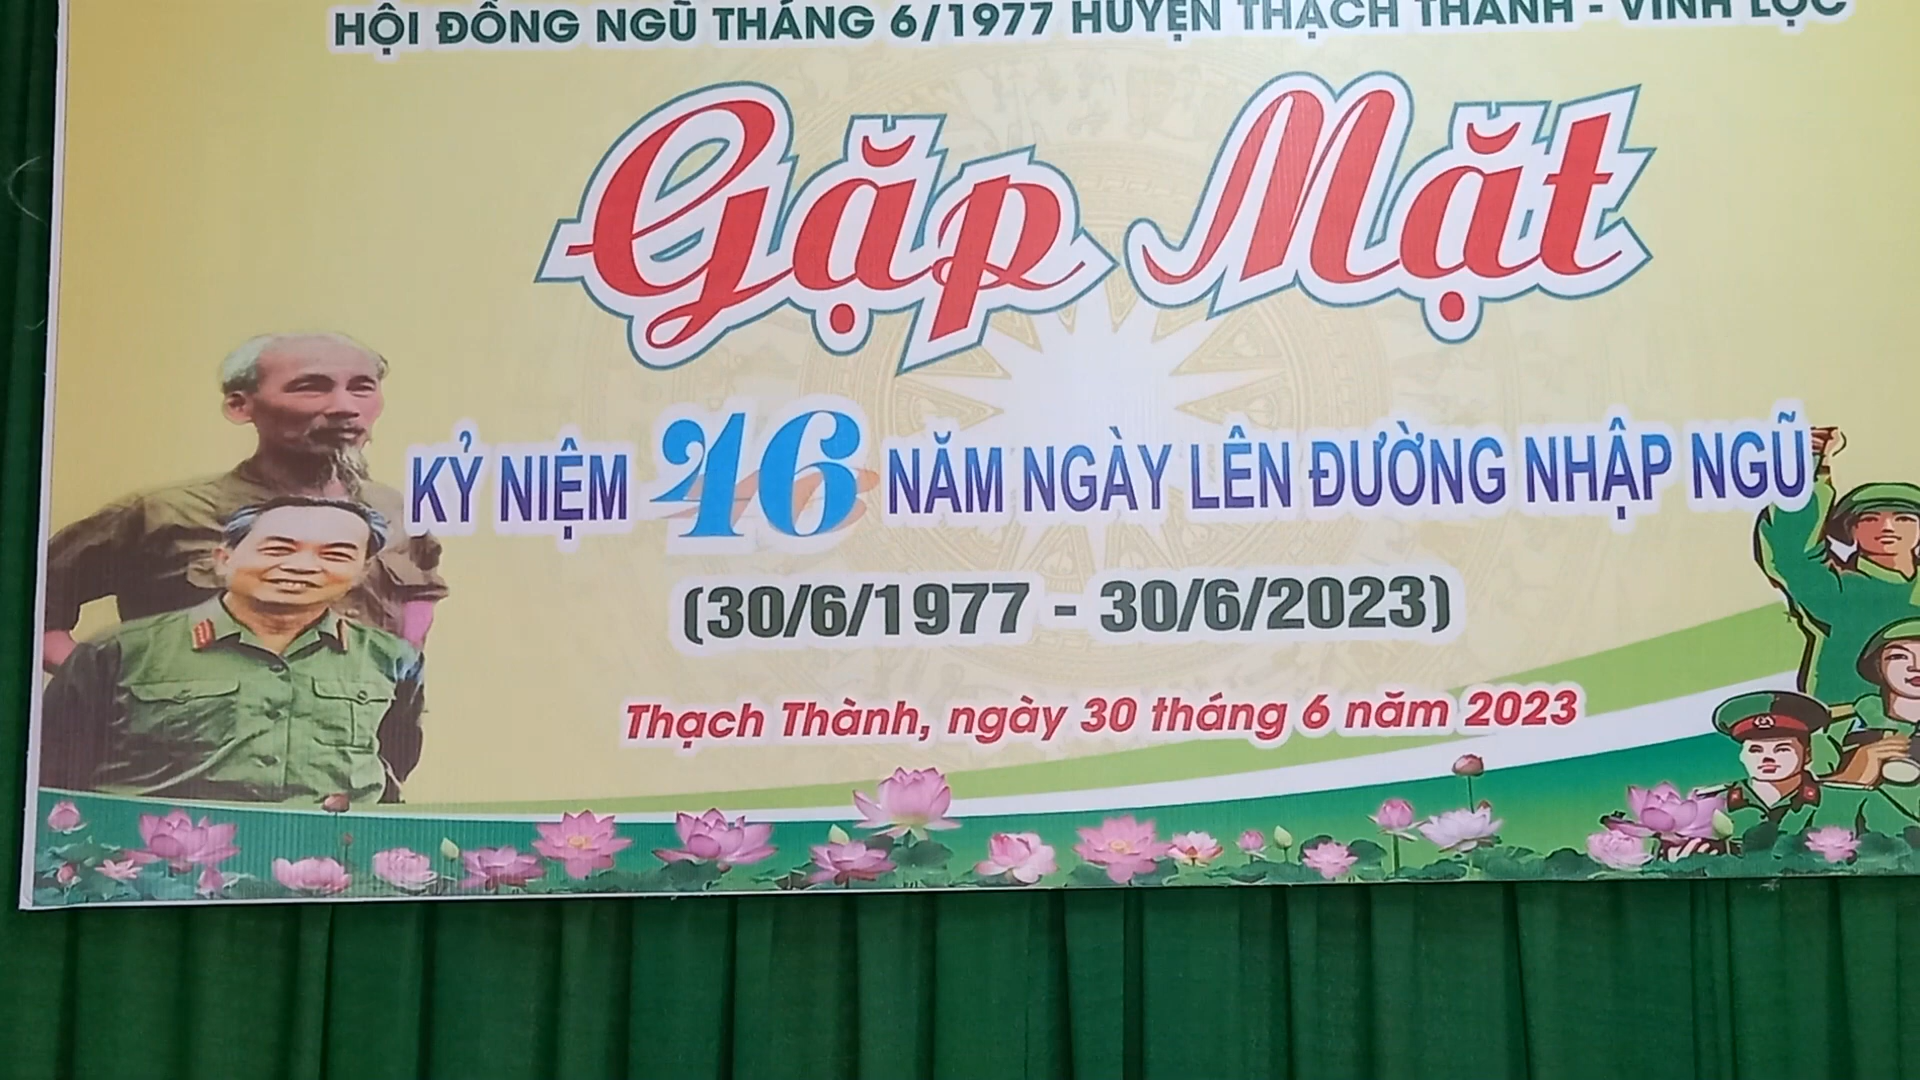 HỘI ĐỒNG NGŨ THÁNG 6/1977 HUYỆN THẠCH THÀNH - VĨNH LỘC
Gặp Mặt
KỶ NIỆM 46 NĂM NGÀY LÊN ĐƯỜNG NHẬP NGŨ
(30/6/1977 - 30/6/2023)
Thạch Thành, ngày 30 tháng 6 năm 2023